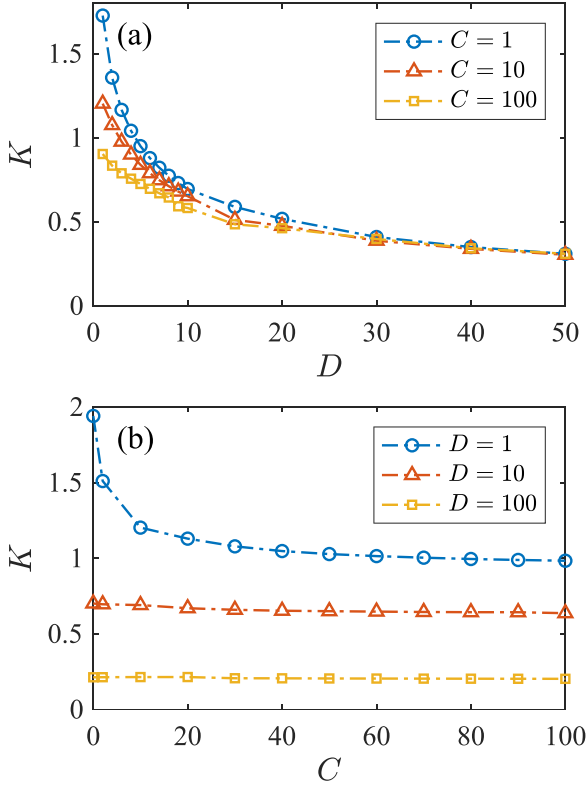 (a)
C = 1
C = 10
C = 100
1.5
1
0.5
0
K
0 10 20 30 40 50
D
(b)
D = 1
D = 10
D = 100
2
1.5
1
0.5
0
K
0 20 40 60 80 100
C